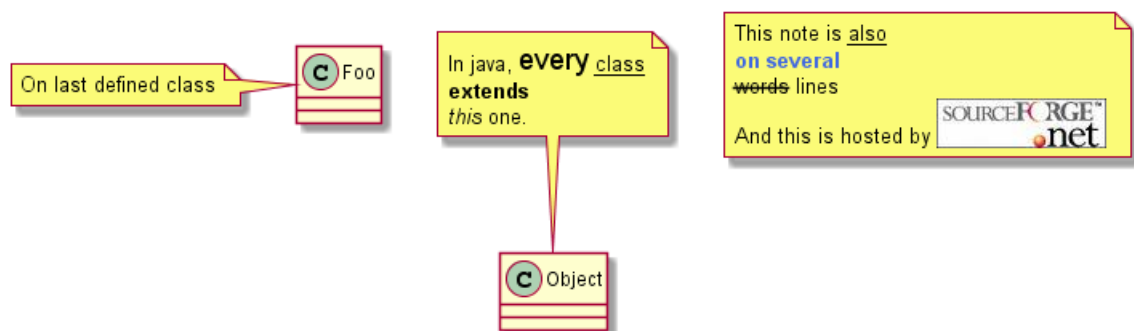 On last defined class
C Foo
In java, every class
extends
this one.
C Object
This note is also
on several
words lines
And this is hosted by SOURCEFORGE™
.net